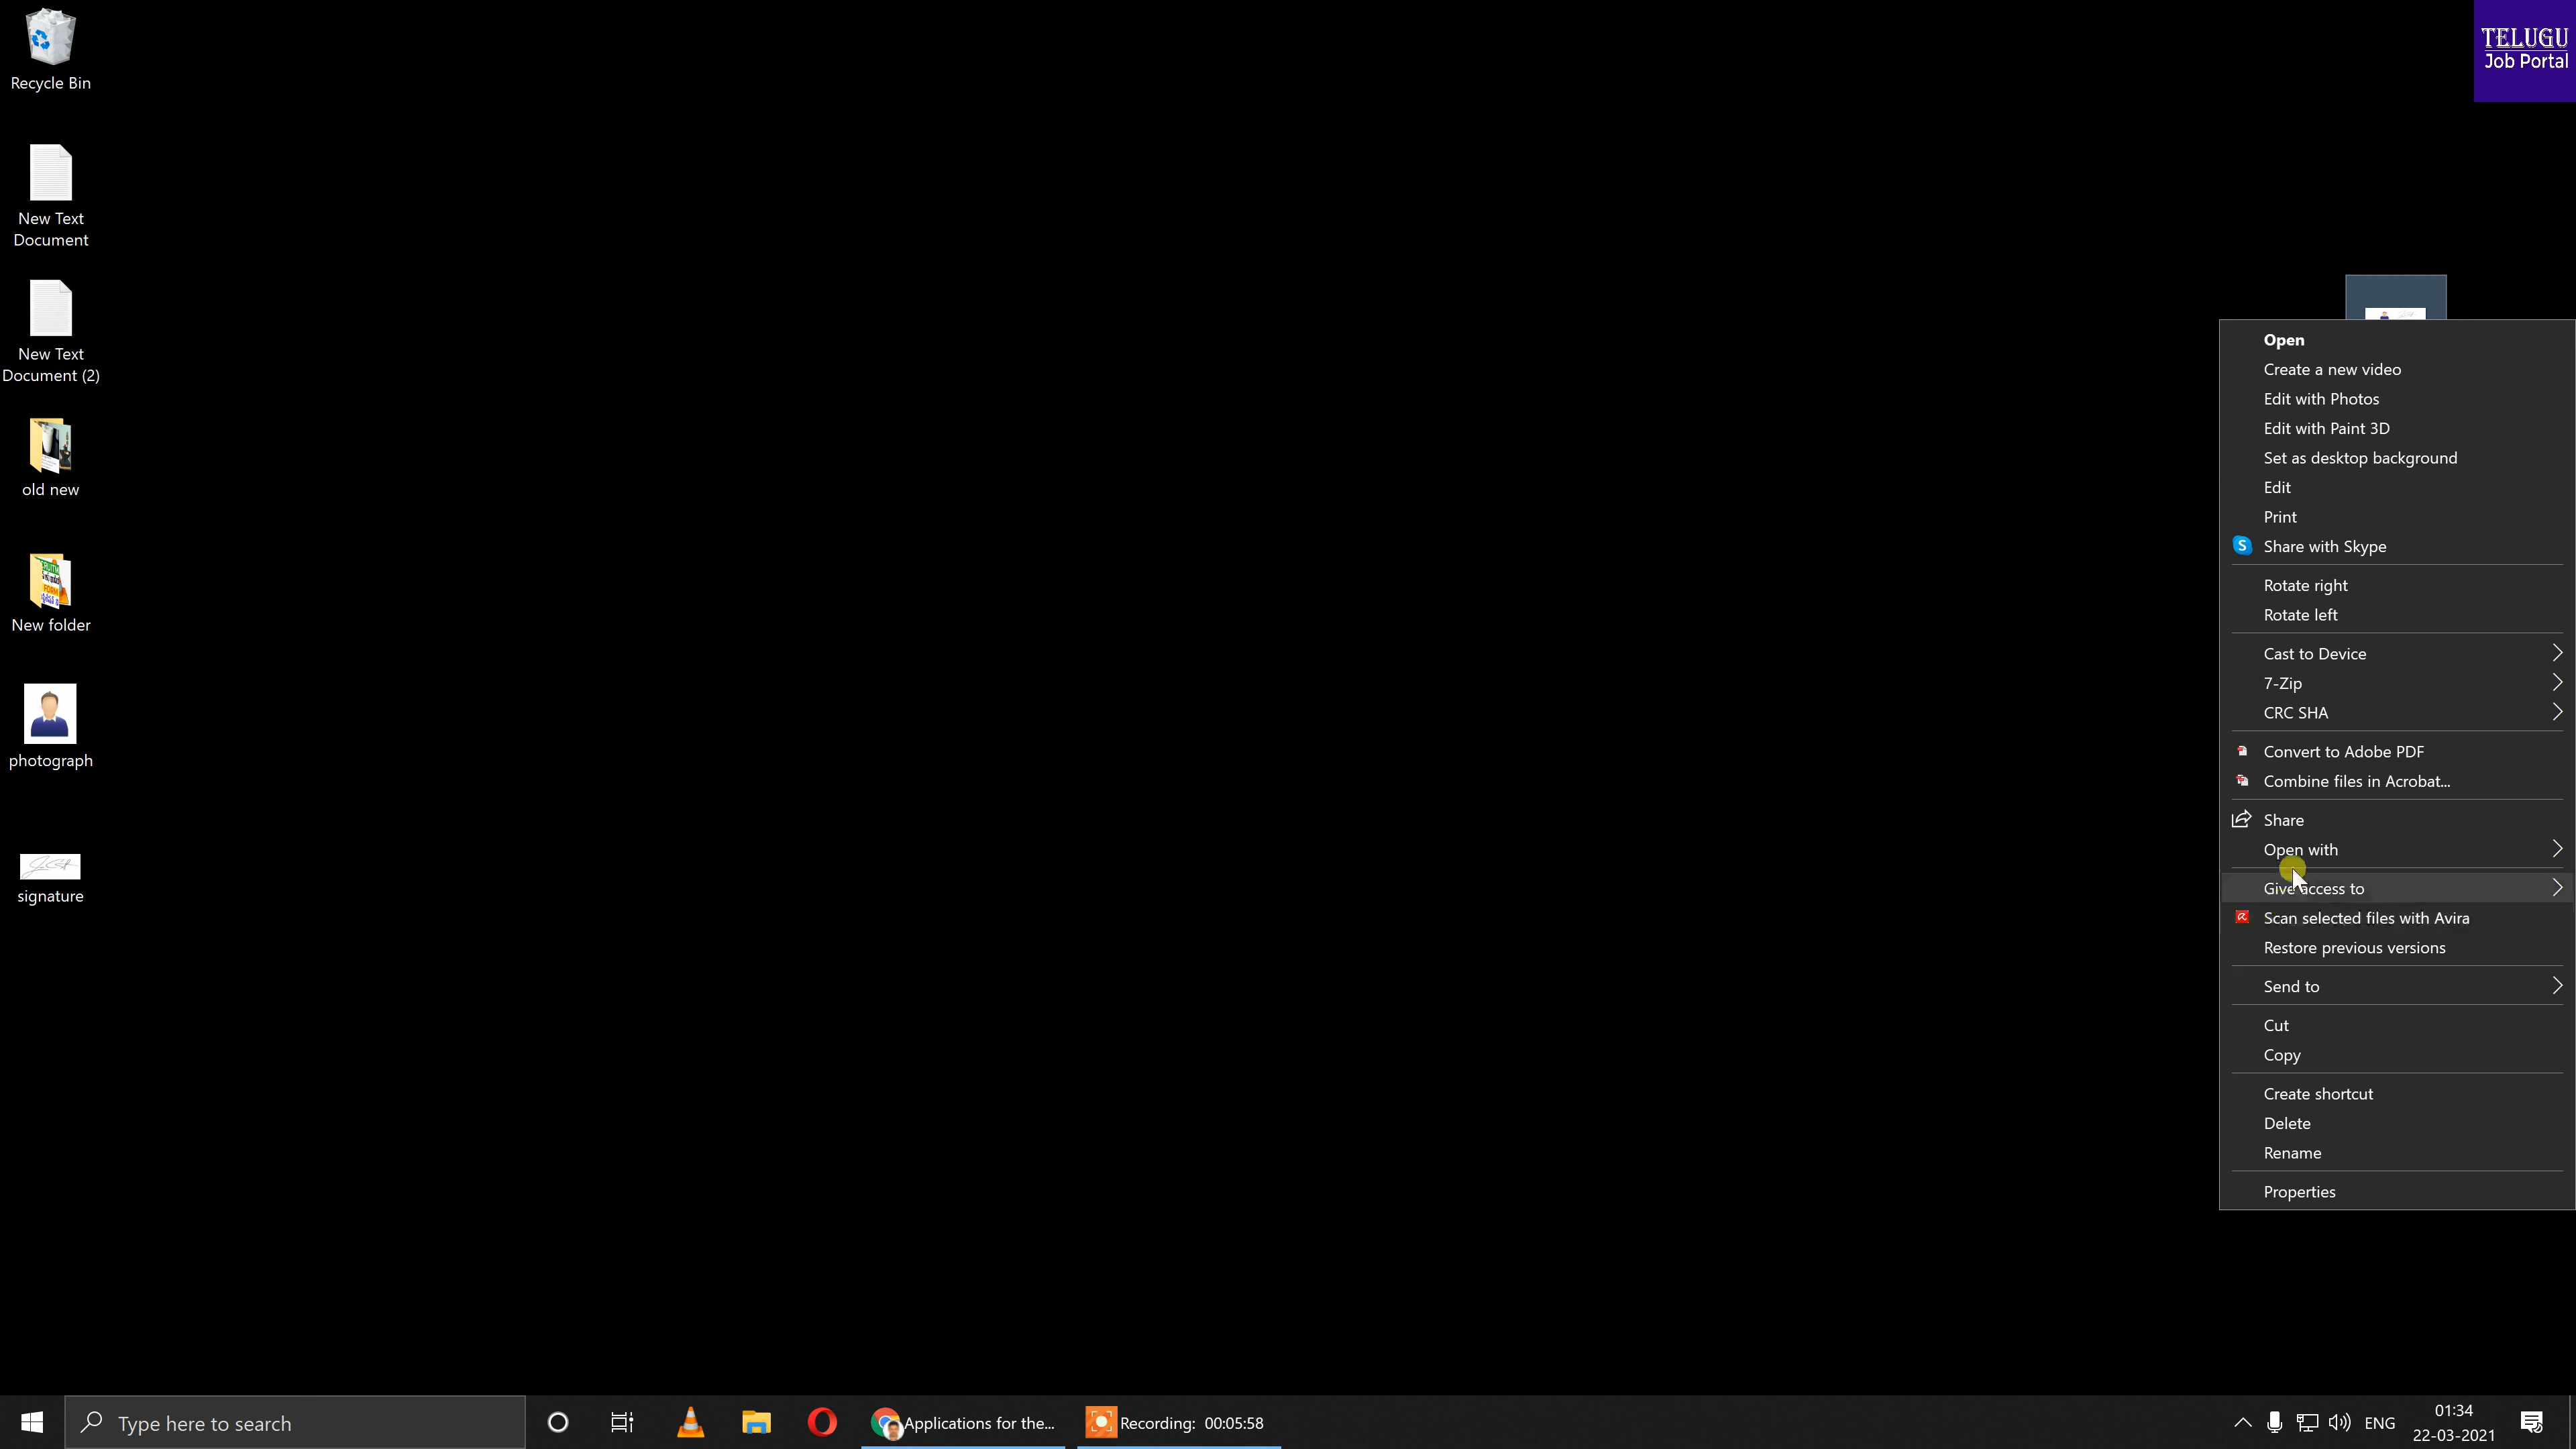 Recycle Bin
New Text
Document
New Text
Document (2)
old new
New folder
photograph
signature
TELUGU
Job Portal
Open
Create a new video
Edit with Photos
Edit with Paint 3D
Set as desktop background
Edit
Print
Share with Skype
Rotate right
Rotate left
Cast to Device
7-Zip
CRC SHA
Convert to Adobe PDF
Combine files in Acrobat...
Share
Open with
Give access to
Scan selected files with Avira
Restore previous versions
Send to
Cut
Copy
Create shortcut
Delete
Rename
Properties
Type here to search
Applications for the...
Recording: 00:05:58
ENG
01:34
22-03-2021